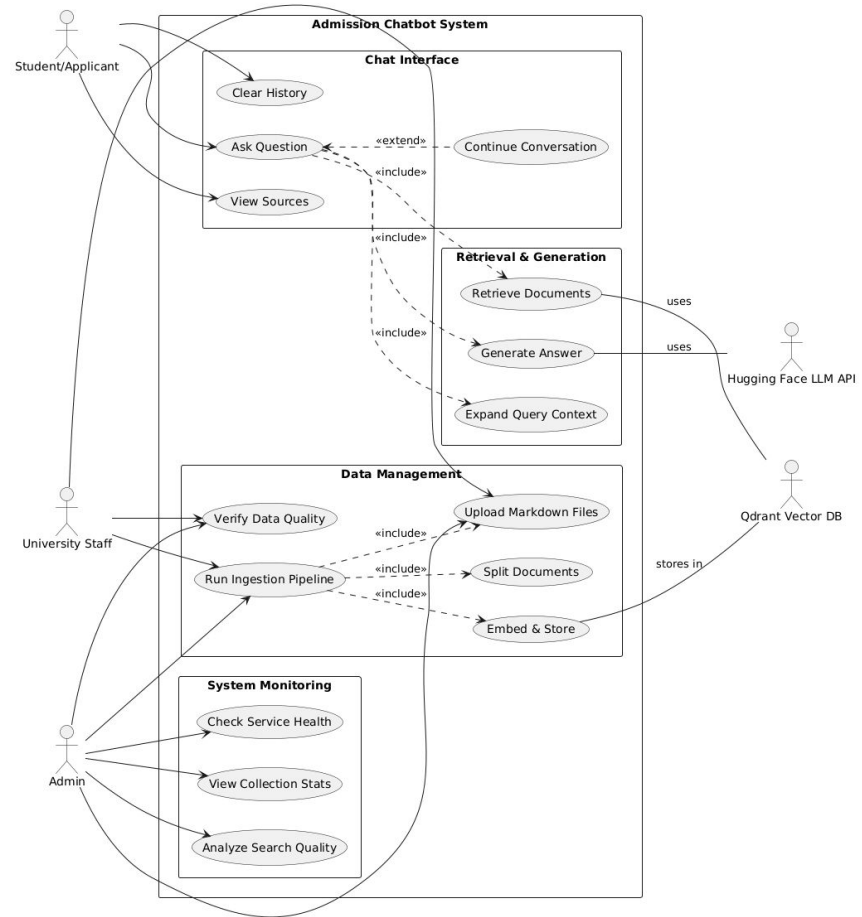 Admission Chatbot System
Student/Applicant
Chat Interface
Clear History
Ask Question
«extend»
Continue Conversation
«include»
View Sources
«include»
Retrieval & Generation
Retrieve Documents
uses
«include»
Generate Answer
uses
Hugging Face LLM API
Expand Query Context
Data Management
University Staff
Verify Data Quality
Upload Markdown Files
Qdrant Vector DB
«include»
Run Ingestion Pipeline
«include»
Split Documents
stores in
«include»
Embed & Store
System Monitoring
Admin
Check Service Health
View Collection Stats
Analyze Search Quality